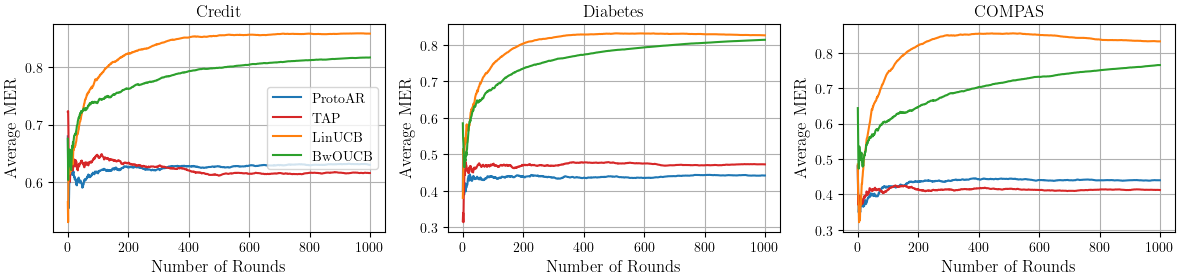 Credit
Average MER
0.8
0.7
0.6
0 200 400 600 800 1000
Number of Rounds
ProtoAR
TAP
LinUCB
BwOUCB
Diabetes
Average MER
0.8
0.7
0.6
0.5
0.4
0.3
0 200 400 600 800 1000
Number of Rounds
COMPAS
Average MER
0.8
0.7
0.6
0.5
0.4
0.3
0 200 400 600 800 1000
Number of Rounds